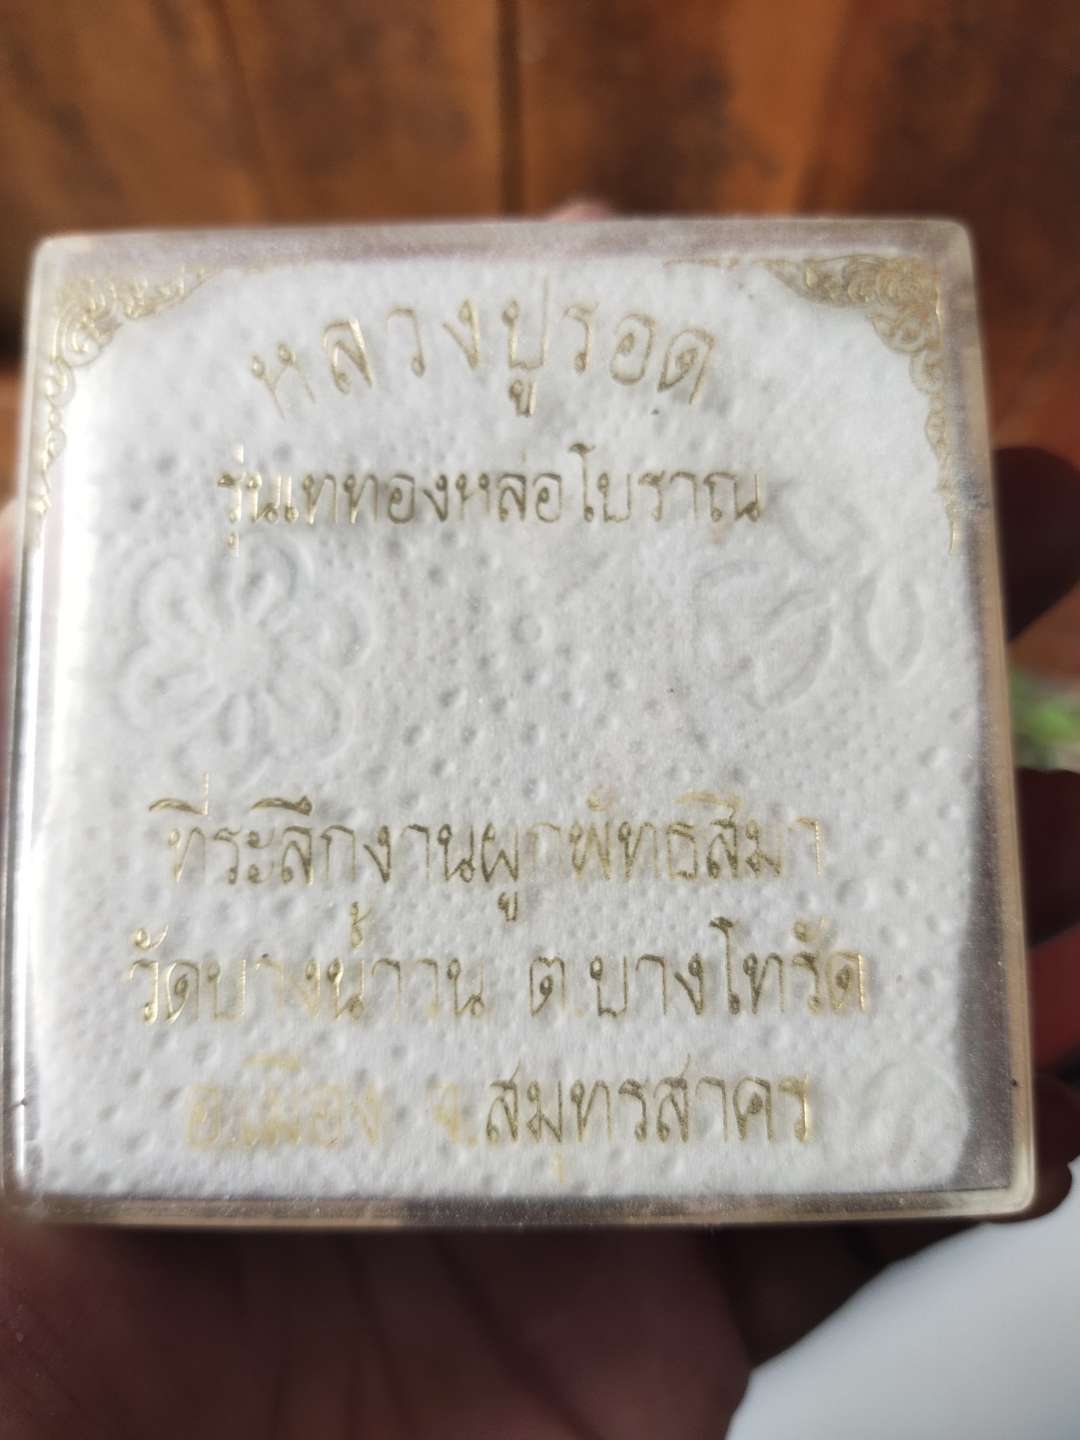 หลวงปู่รอด
รุ่นเททองหล่อโบราณ
ที่ระลึกงานผูกพัทธสีมา
วัดบางน้ำวน ต.บางโทรัด
อ.เมือง จ.สมุทรสาคร